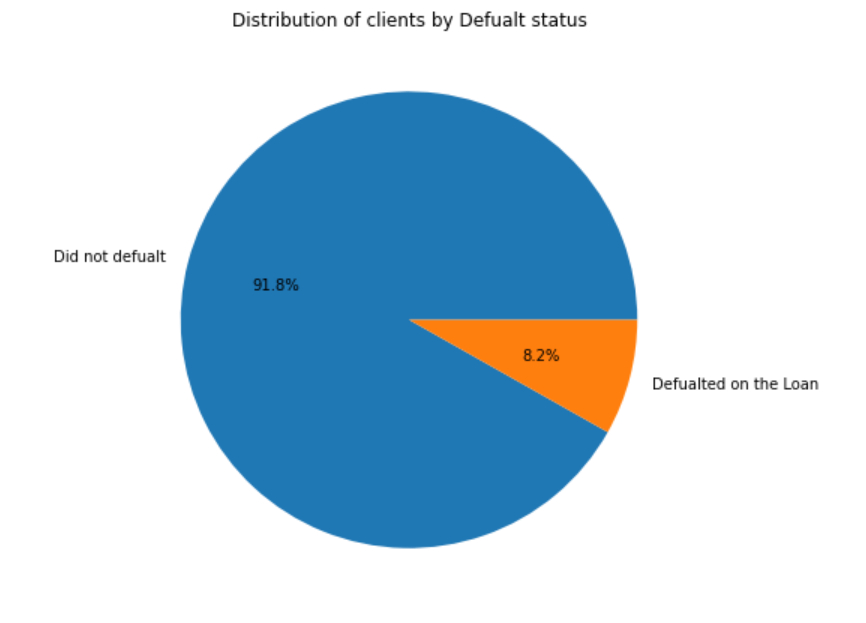 Distribution of clients by Defualt status
Did not defualt
91.8%
8.2%
Defualted on the Loan